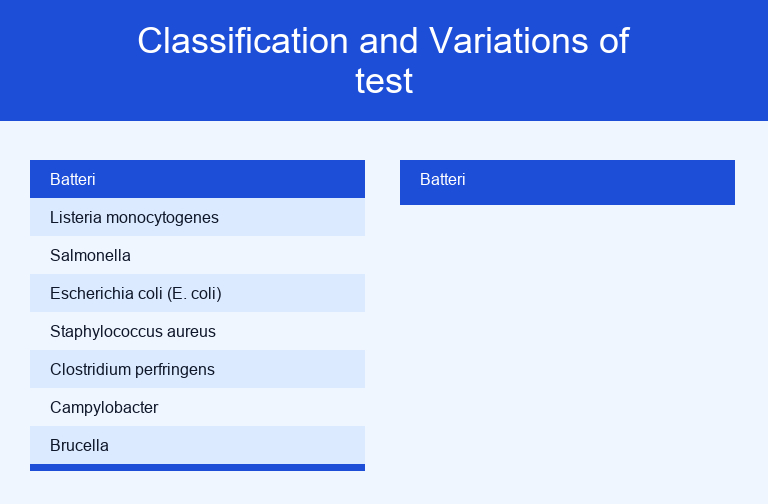 Classification and Variations of
test
Batteri
Listeria monocytogenes
Salmonella
Escherichia coli (E. coli)
Staphylococcus aureus
Clostridium perfringens
Campylobacter
Brucella
Batteri